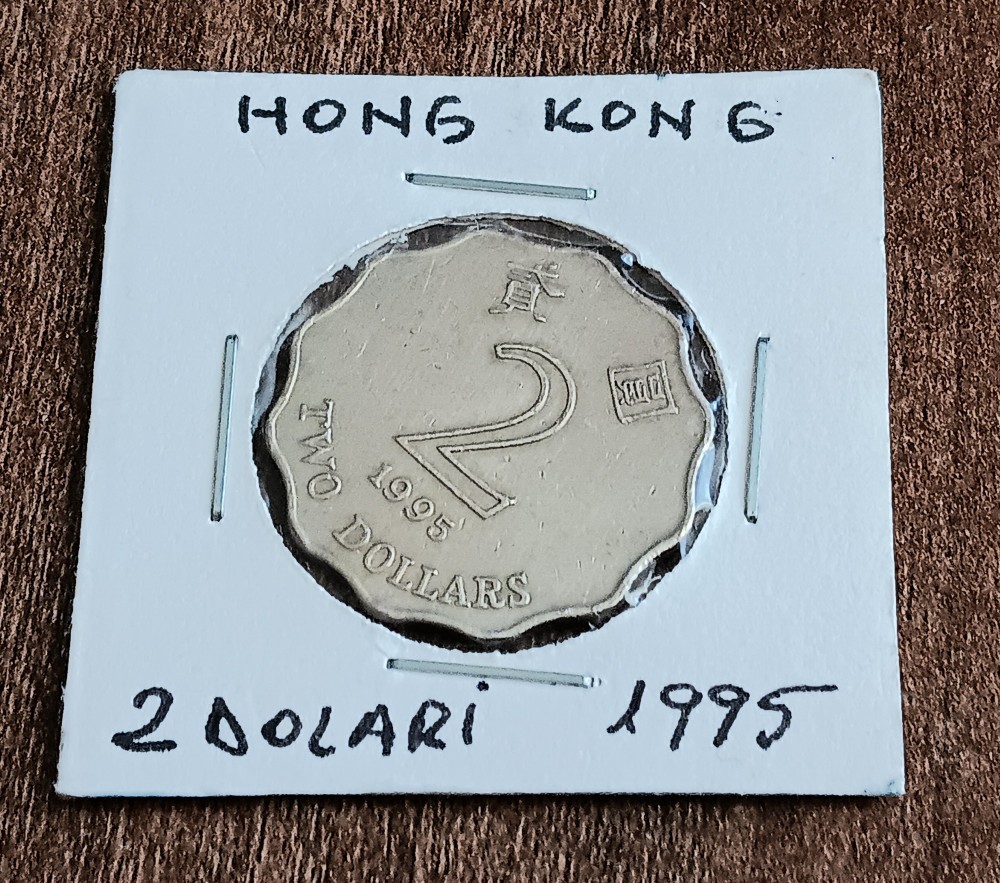 HONG KONG
貳
圓
2
1995
TWO DOLLARS
2 DOLARI 1995